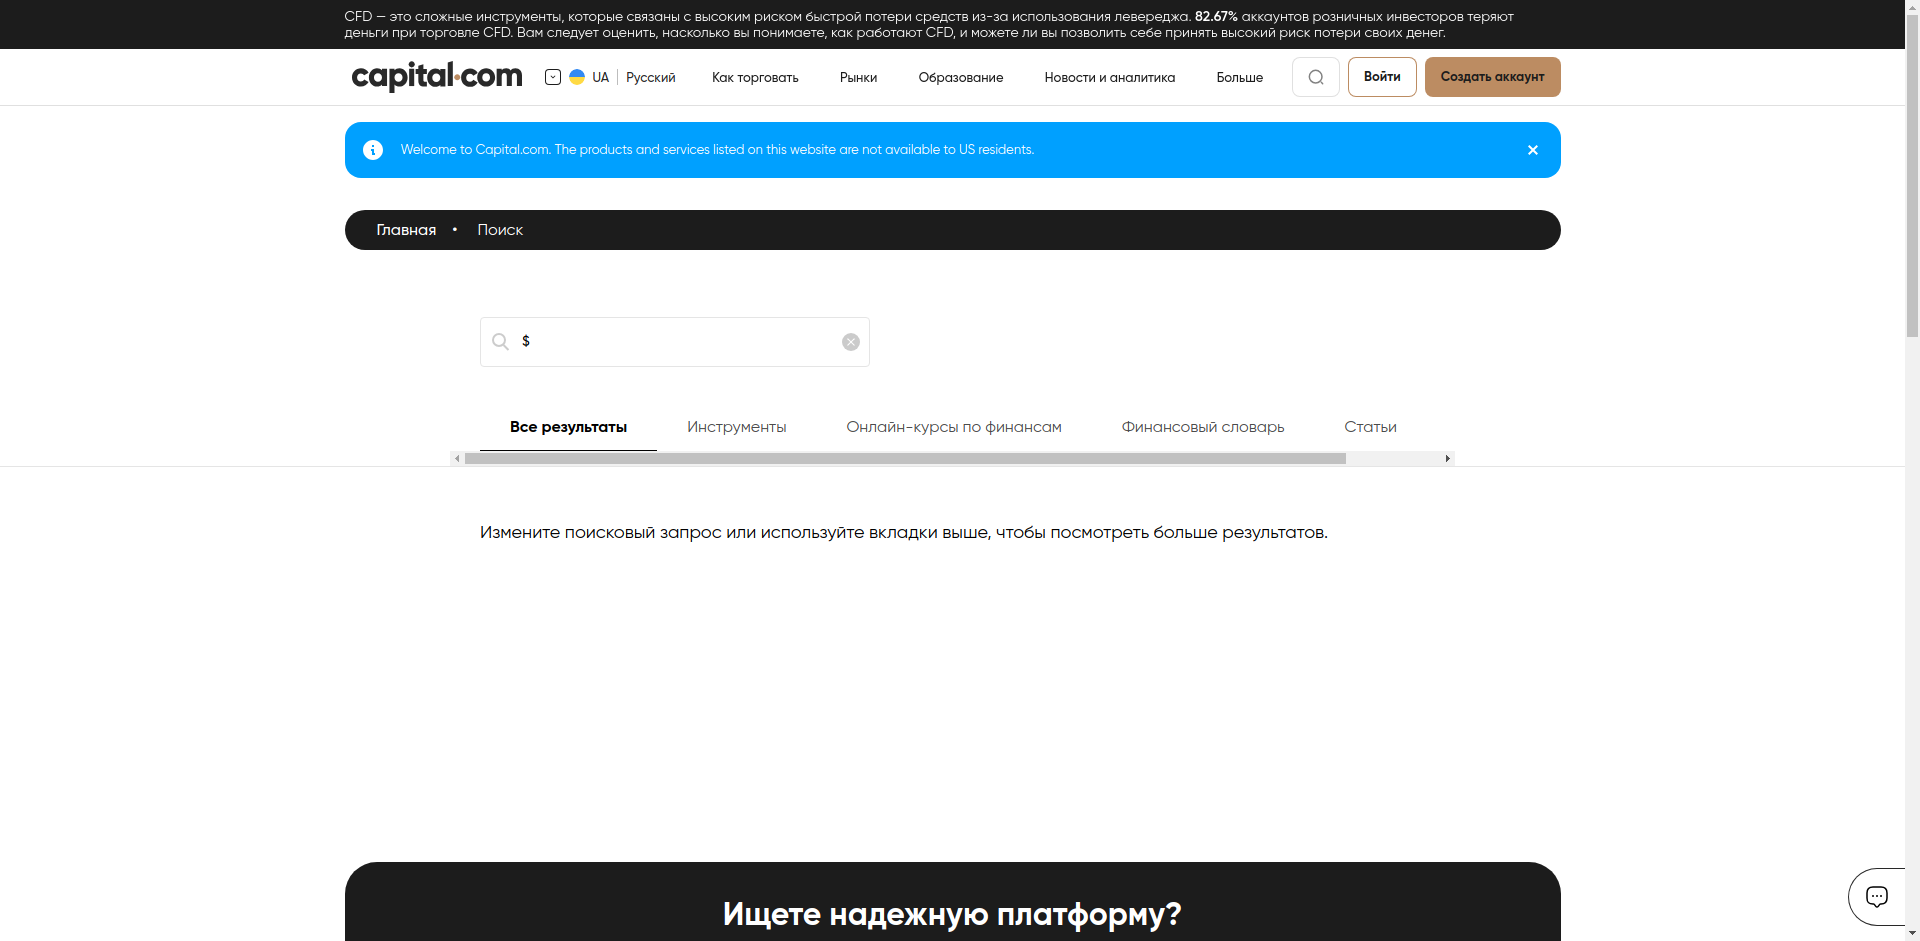 CFD — это сложные инструменты, которые связаны с высоким риском быстрой потери средств из-за использования левереджа. 82.67% аккаунтов розничных инвесторов теряют
деньги при торговле CFD. Вам следует оценить, насколько вы понимаете, как работают CFD, и можете ли вы позволить себе принять высокий риск потери своих денег.
capital.com UA Русский Как торговать Рынки Образование Новости и аналитика Больше Войти Создать аккаунт
Welcome to Capital.com. The products and services listed on this website are not available to US residents.
Главная • Поиск
$
Все результаты Инструменты Онлайн-курсы по финансам Финансовый словарь Статьи
Измените поисковый запрос или используйте вкладки выше, чтобы посмотреть больше результатов.
Ищете надежную платформу?